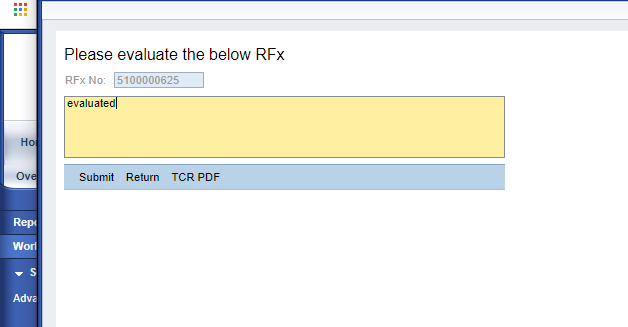 Please evaluate the below RFx
RFx No: 5100000625
evaluated
Submit Return TCR PDF